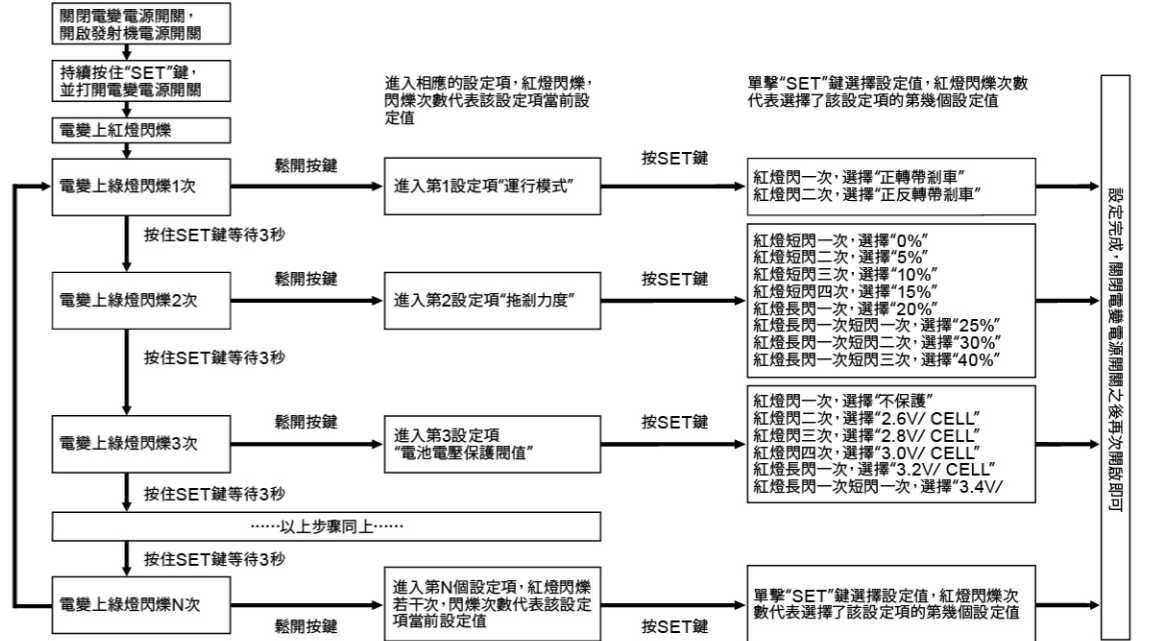 關閉電變電源開關，
開啟發射機電源開關
持續按住“SET”鍵，
並打開電變電源開關
電變上紅燈閃爍
進入相應的設定項，紅燈閃爍，
閃爍次數代表該設定項當前設
定值
單擊“SET”鍵選擇設定值，紅燈閃爍次數
代表選擇了該設定項的第幾個設定值
電變上綠燈閃爍1次
鬆開按鍵
進入第1設定項“運行模式”
按SET鍵
紅燈閃一次，選擇“正轉帶剎車”
紅燈閃二次，選擇“正反轉帶剎車”
按住SET鍵等待3秒
電變上綠燈閃爍2次
鬆開按鍵
進入第2設定項“拖剎力度”
按SET鍵
紅燈短閃一次，選擇“0%”
紅燈短閃二次，選擇“5%”
紅燈短閃三次，選擇“10%”
紅燈短閃四次，選擇“15%”
紅燈長閃一次，選擇“20%”
紅燈長閃一次短閃一次，選擇“25%”
紅燈長閃一次短閃二次，選擇“30%”
紅燈長閃一次短閃三次，選擇“40%”
按住SET鍵等待3秒
電變上綠燈閃爍3次
鬆開按鍵
進入第3設定項
“電池電壓保護閥值”
按SET鍵
紅燈閃一次，選擇“不保護”
紅燈閃二次，選擇“2.6V/ CELL”
紅燈閃三次，選擇“2.8V/ CELL”
紅燈閃四次，選擇“3.0V/ CELL”
紅燈長閃一次，選擇“3.2V/ CELL”
紅燈長閃一次短閃一次，選擇“3.4V/
按住SET鍵等待3秒
……以上步骤同上……
按住SET鍵等待3秒
電變上綠燈閃爍N次
鬆開按鍵
進入第N個設定項，紅燈閃爍
若干次，閃爍次數代表該設定
項當前設定值
按SET鍵
單擊“SET”鍵選擇設定值，紅燈閃爍次
數代表選擇了該設定項的第幾個設定值
設定完成，關閉電變電源開關之後再次開啟即可